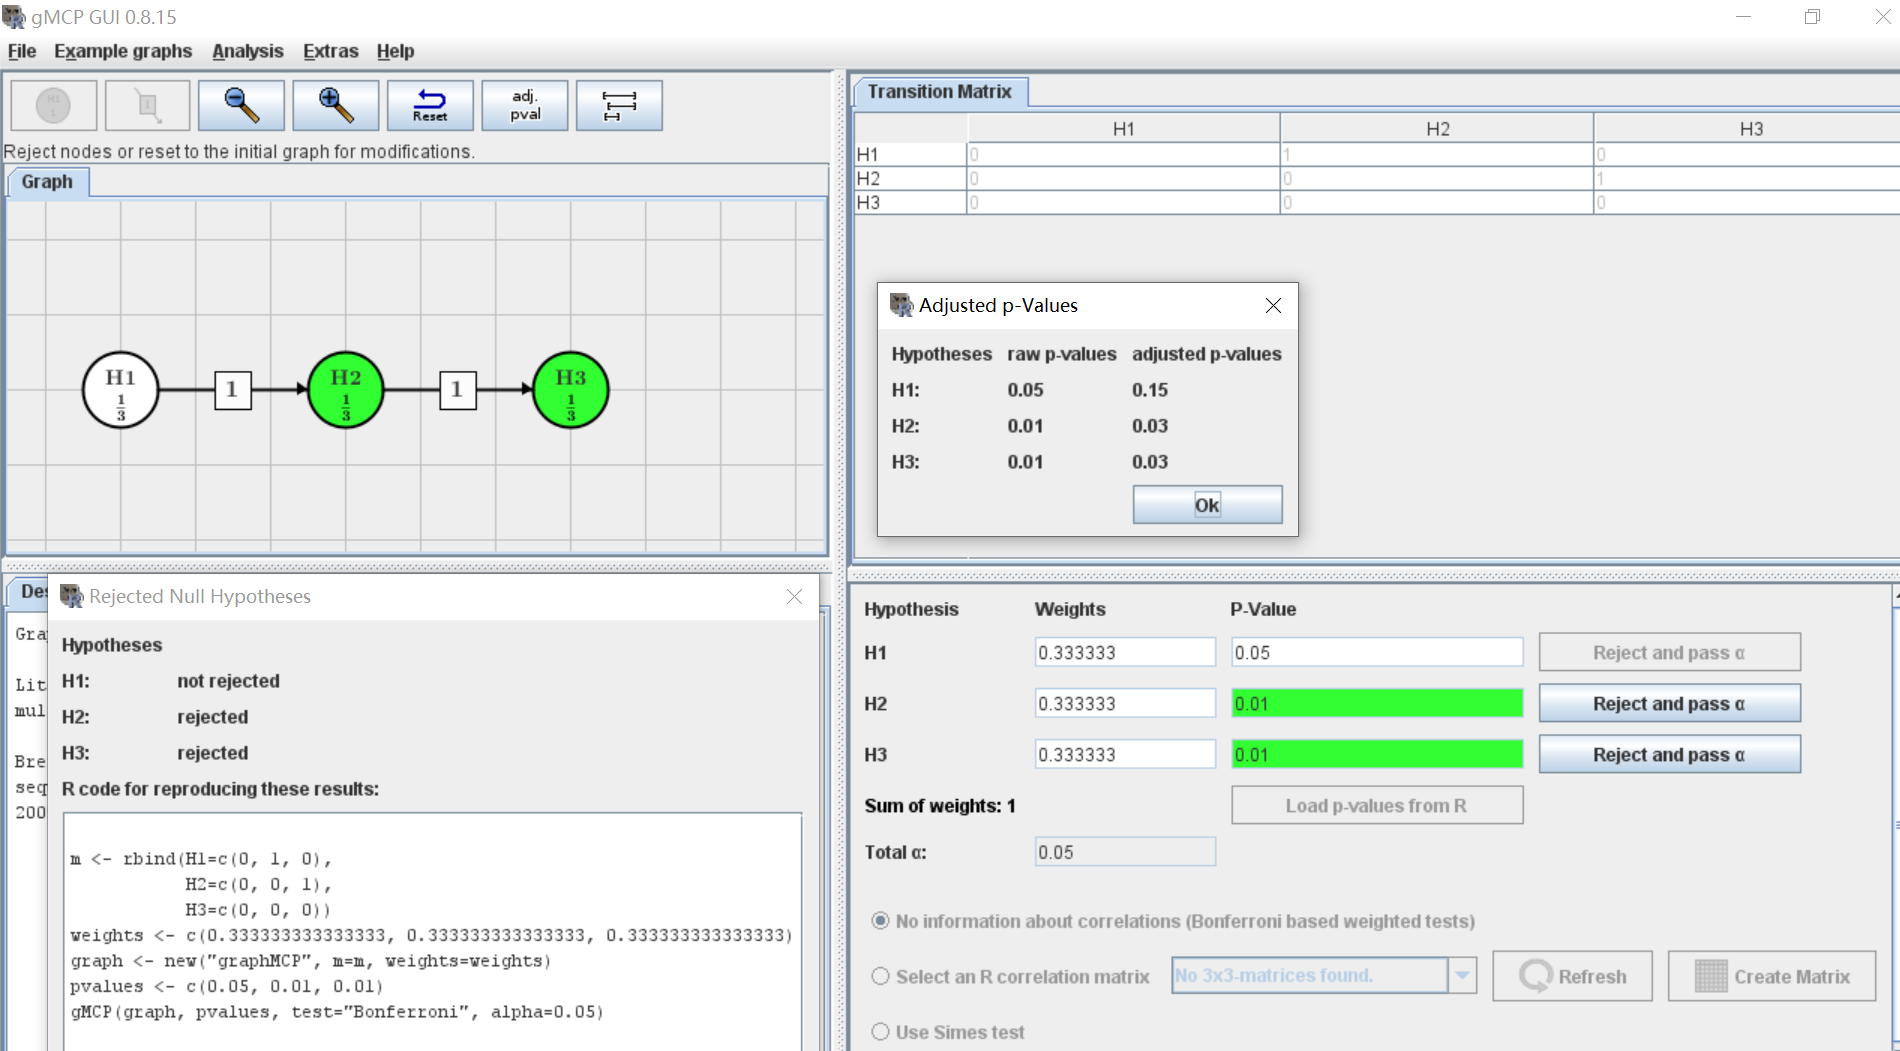 gMCP GUI 0.8.15
File Example graphs Analysis Extras Help
H1 1 1 Reset adj. pval
Reject nodes or reset to the initial graph for modifications.
Graph
H1 1/3 1 H2 1/3 1 H3 1/3
Transition Matrix
H1 H2 H3
H1 0 1 0
H2 0 0 1
H3 0 0 0
Adjusted p-Values
Hypotheses raw p-values adjusted p-values
H1: 0.05 0.15
H2: 0.01 0.03
H3: 0.01 0.03
Ok
Des
Gra
Lit
mul
Bre
seq
200
Rejected Null Hypotheses
Hypotheses
H1: not rejected
H2: rejected
H3: rejected
R code for reproducing these results:
m <- rbind(H1=c(0, 1, 0),
H2=c(0, 0, 1),
H3=c(0, 0, 0))
weights <- c(0.333333333333333, 0.333333333333333, 0.333333333333333)
graph <- new("graphMCP", m=m, weights=weights)
pvalues <- c(0.05, 0.01, 0.01)
gMCP(graph, pvalues, test="Bonferroni", alpha=0.05)
Hypothesis Weights P-Value
H1 0.333333 0.05 Reject and pass α
H2 0.333333 0.01 Reject and pass α
H3 0.333333 0.01 Reject and pass α
Sum of weights: 1 Load p-values from R
Total α: 0.05
No information about correlations (Bonferroni based weighted tests)
Select an R correlation matrix No 3x3-matrices found. Refresh Create Matrix
Use Simes test